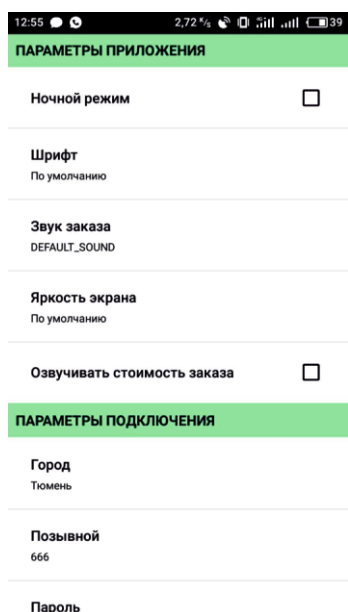 12:55 2,72 K/s 39
ПАРАМЕТРЫ ПРИЛОЖЕНИЯ
Ночной режим
Шрифт
По умолчанию
Звук заказа
DEFAULT_SOUND
Яркость экрана
По умолчанию
Озвучивать стоимость заказа
ПАРАМЕТРЫ ПОДКЛЮЧЕНИЯ
Город
Тюмень
Позывной
666
Пароль